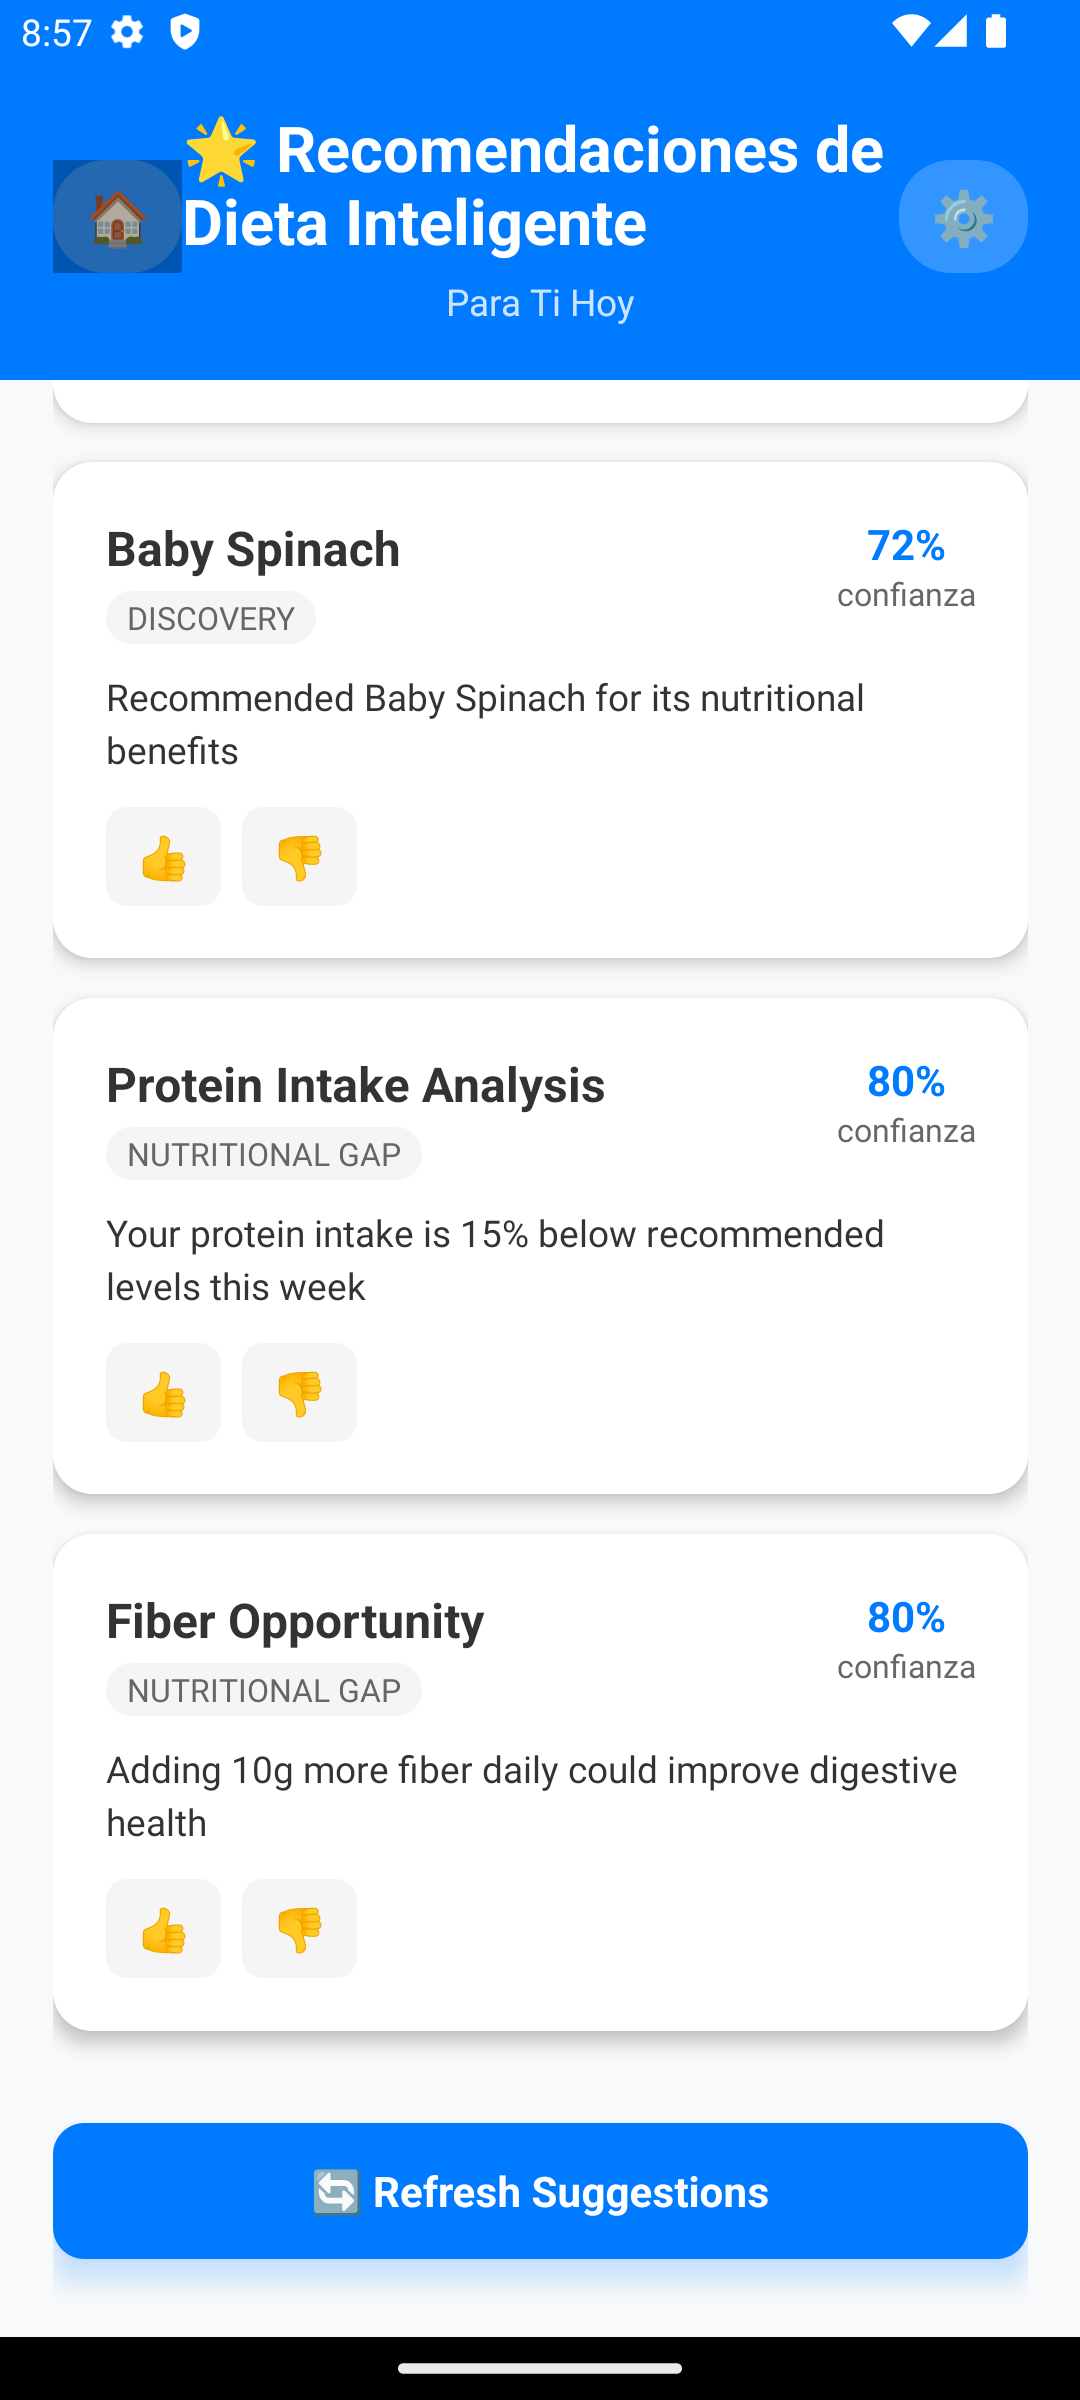 8:57
🌟 Recomendaciones de
Dieta Inteligente
Para Ti Hoy
Baby Spinach
72%
confianza
DISCOVERY
Recommended Baby Spinach for its nutritional
benefits
Protein Intake Analysis
80%
confianza
NUTRITIONAL GAP
Your protein intake is 15% below recommended
levels this week
Fiber Opportunity
80%
confianza
NUTRITIONAL GAP
Adding 10g more fiber daily could improve digestive
health
🔄 Refresh Suggestions